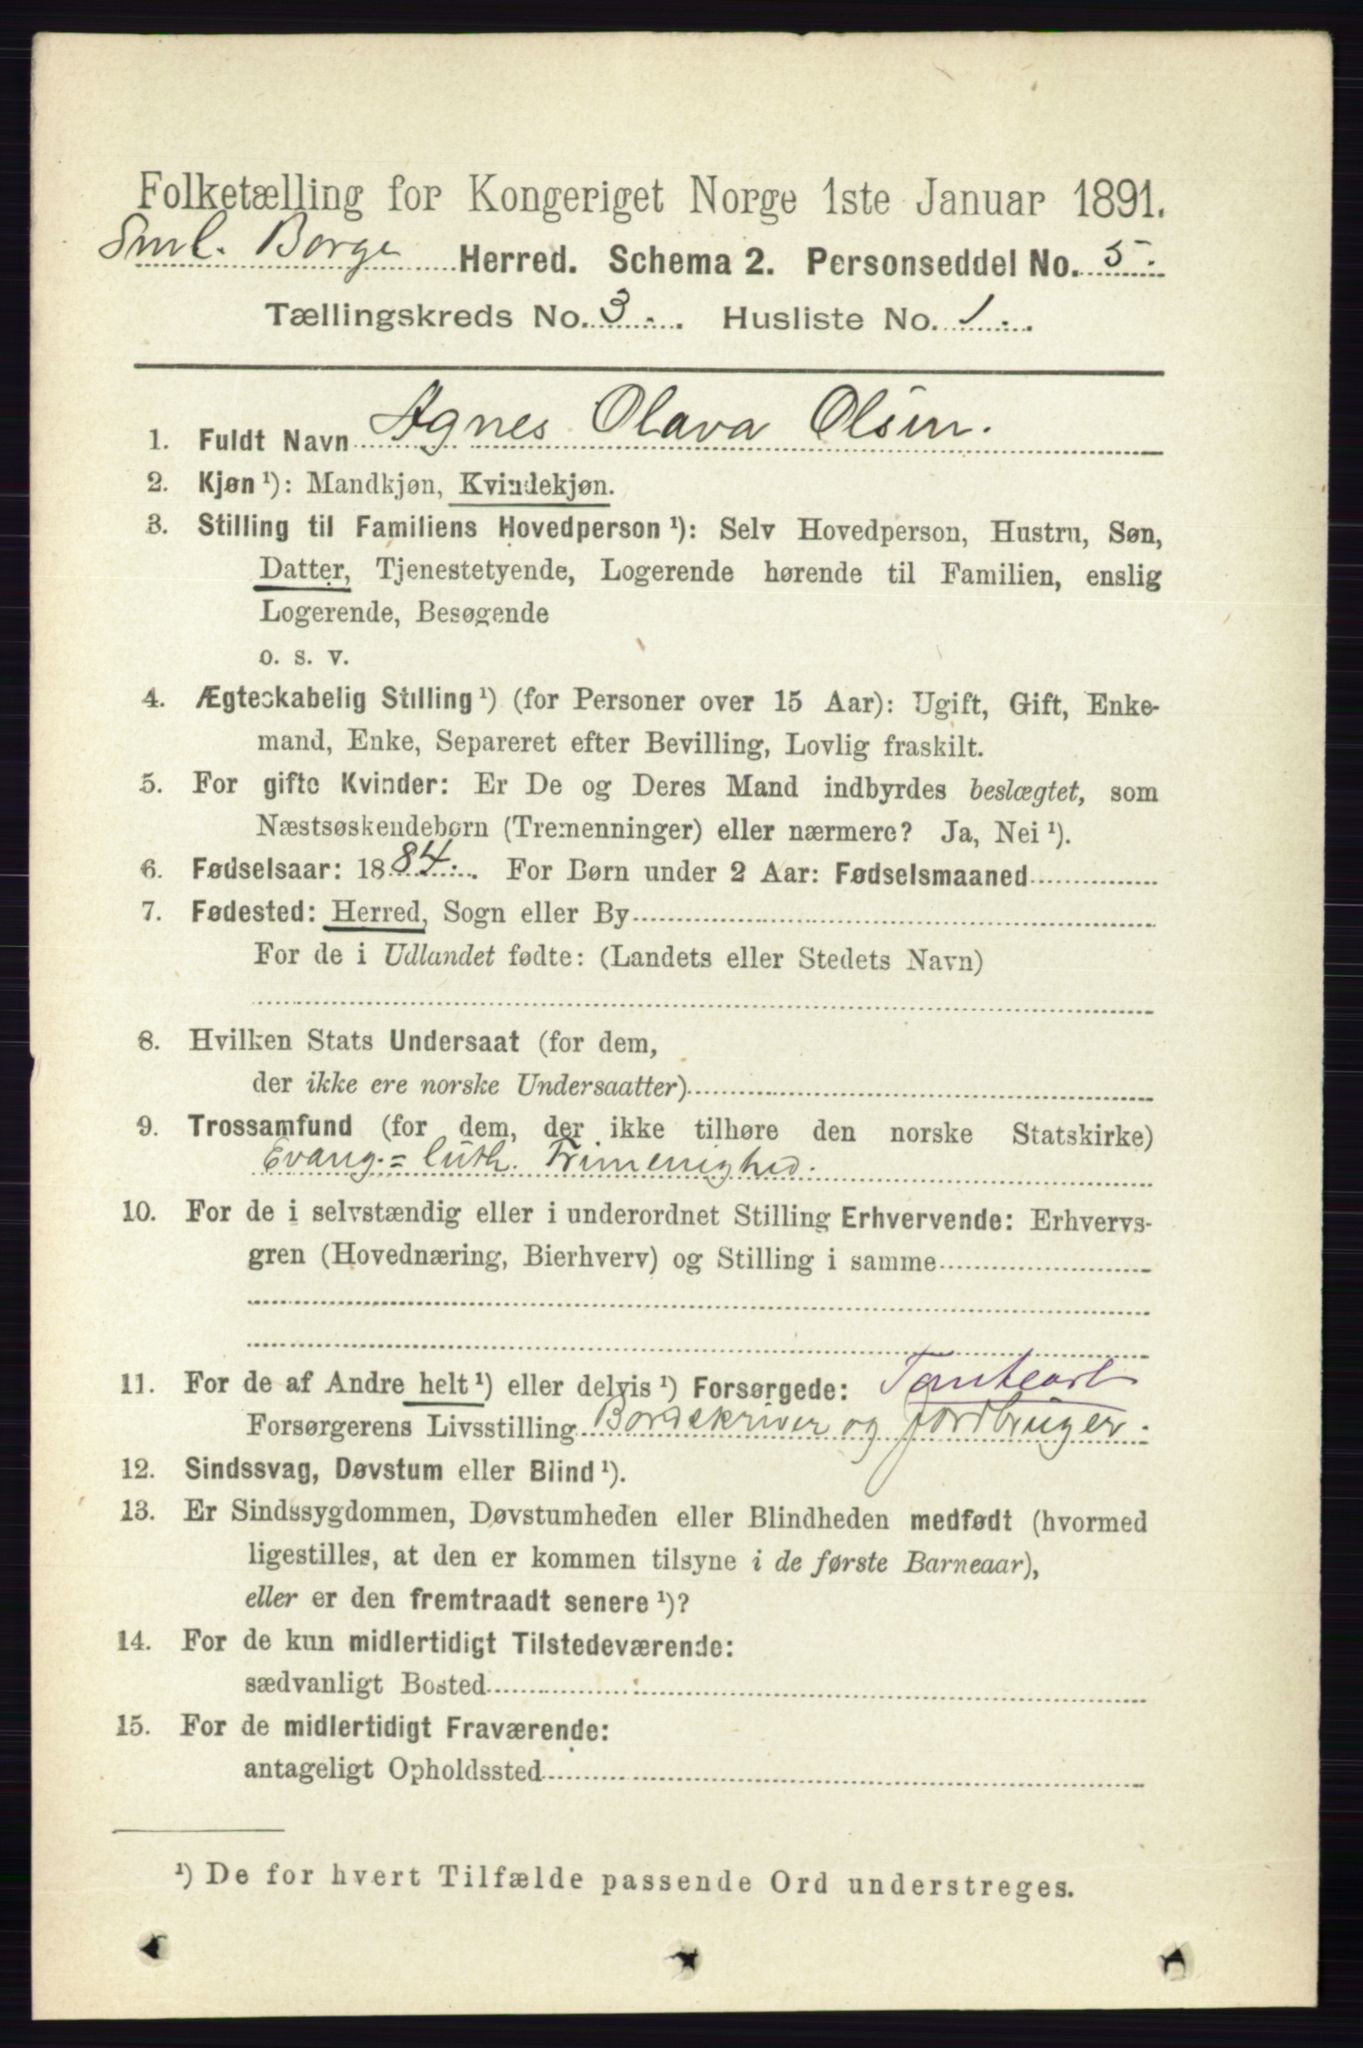 Folketælling for Kongeriget Norge 1ste Januar 1891.
Sml. Borge Herred. Schema 2. Personseddel No. 5.
Tællingskreds No. 3. Husliste No. 1.
1. Fuldt Navn Agnes Olava Olsen.
2. Kjøn ¹): Mandkjøn, Kvindekjøn.
3. Stilling til Familiens Hovedperson ¹): Selv Hovedperson, Hustru, Søn,
Datter, Tjenestetyende, Logerende hørende til Familien, enslig
Logerende, Besøgende
o. s. v.
4. Ægteskabelig Stilling ¹) (for Personer over 15 Aar): Ugift, Gift, Enke-
mand, Enke, Separeret efter Bevilling, Lovlig fraskilt.
5. For gifte Kvinder: Er De og Deres Mand indbyrdes beslægtet, som
Næstsøskendebørn (Tremenninger) eller nærmere? Ja, Nei ¹).
6. Fødselsaar: 1884. For Børn under 2 Aar: Fødselsmaaned
7. Fødested: Herred, Sogn eller By
For de i Udlandet fødte: (Landets eller Stedets Navn)
8. Hvilken Stats Undersaat (for dem,
der ikke ere norske Undersaatter)
9. Trossamfund (for dem, der ikke tilhøre den norske Statskirke)
Evang.=luth. Frimenighed.
10. For de i selvstændig eller i underordnet Stilling Erhvervende: Erhvervs-
gren (Hovednæring, Bierhverv) og Stilling i samme
11. For de af Andre helt ¹) eller delvis ¹) Forsørgede:
Forsørgerens Livsstilling Bordskriver og Jordbruger.
12. Sindssvag, Døvstum eller Blind ¹).
13. Er Sindssygdommen, Døvstumheden eller Blindheden medfødt (hvormed
ligestilles, at den er kommen tilsyne i de første Barneaar),
eller er den fremtraadt senere ¹)?
14. For de kun midlertidigt Tilstedeværende:
sædvanligt Bosted
15. For de midlertidigt Fraværende:
antageligt Opholdssted
¹) De for hvert Tilfælde passende Ord understreges.